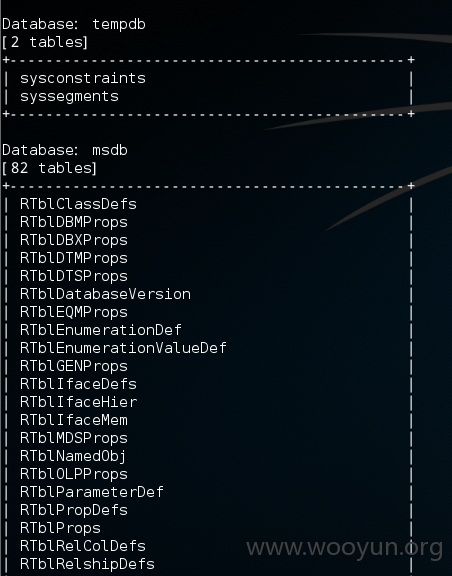 Database: tempdb
[2 tables]
+---------------------------------------------+
| sysconstraints |
| syssegments |
+---------------------------------------------+
Database: msdb
[82 tables]
+---------------------------------------------+
| RTblClassDefs |
| RTblDBMProps |
| RTblDBXProps |
| RTblDTMProps |
| RTblDTSProps |
| RTblDatabaseVersion |
| RTblEQMProps |
| RTblEnumerationDef |
| RTblEnumerationValueDef |
| RTblGENProps |
| RTblIfaceDefs |
| RTblIfaceHier |
| RTblIfaceMem |
| RTblMDSProps |
| RTblNamedObj |
| RTblOLPProps |
| RTblParameterDef |
| RTblPropDefs |
| RTblProps |
| RTblRelColDefs |
| RTblRelshipDefs |
www.wooyun.org